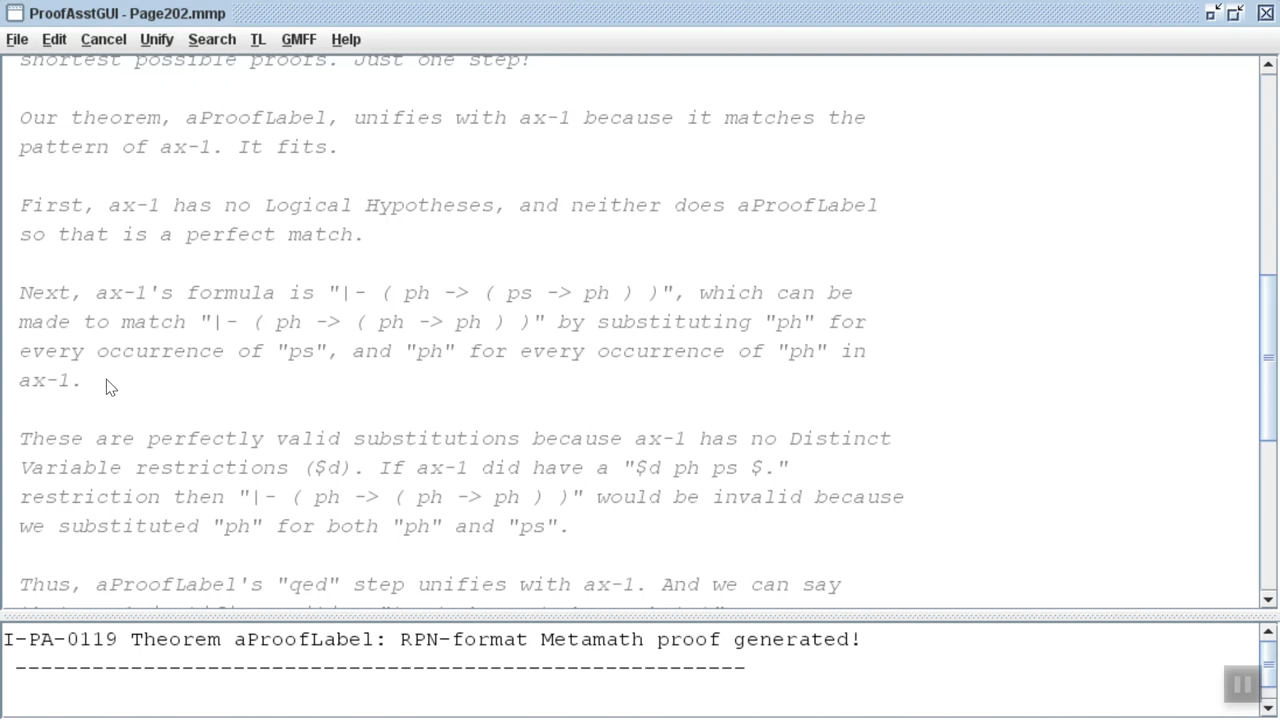 ProofAsstGUI - Page202.mmp
File Edit Cancel Unify Search TL GMFF Help
shortest possible proofs. Just one step!
Our theorem, aProofLabel, unifies with ax-1 because it matches the
pattern of ax-1. It fits.
First, ax-1 has no Logical Hypotheses, and neither does aProofLabel
so that is a perfect match.
Next, ax-1's formula is "|- ( ph -> ( ps -> ph ) )", which can be
made to match "|- ( ph -> ( ph -> ph ) )" by substituting "ph" for
every occurrence of "ps", and "ph" for every occurrence of "ph" in
ax-1.
These are perfectly valid substitutions because ax-1 has no Distinct
Variable restrictions ($d). If ax-1 did have a "$d ph ps $."
restriction then "|- ( ph -> ( ph -> ph ) )" would be invalid because
we substituted "ph" for both "ph" and "ps".
Thus, aProofLabel's "qed" step unifies with ax-1. And we can say
I-PA-0119 Theorem aProofLabel: RPN-format Metamath proof generated!
---------------------------------------------------------